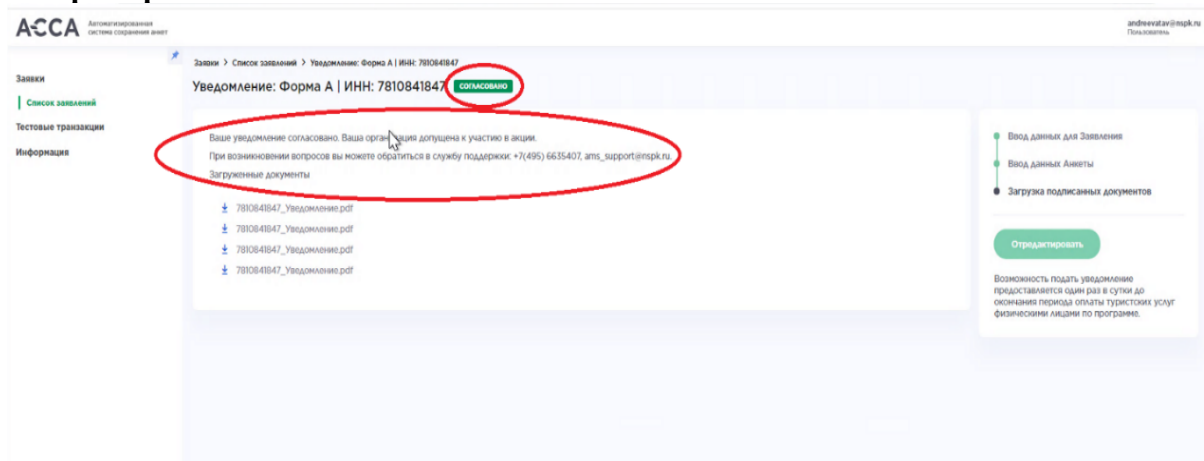 ACCA
Автоматизированная
система сохранения анкет
andreevatav@nspk.ru
Пользователь
Заявки > Список заявлений > Уведомление: Форма А | ИНН: 7810841847
Заявки
Список заявлений
Тестовые транзакции
Информация
Уведомление: Форма А | ИНН: 7810841847 СОГЛАСОВАНО
Ваше уведомление согласовано. Ваша организация допущена к участию в акции.
При возникновении вопросов вы можете обратиться в службу поддержки: +7(495) 6635407, ams_support@nspk.ru.
Загруженные документы
7810841847_Уведомление.pdf
7810841847_Уведомление.pdf
7810841847_Уведомление.pdf
7810841847_Уведомление.pdf
Ввод данных для Заявления
Ввод данных Анкеты
Загрузка подписанных документов
Отредактировать
Возможность подать уведомление
предоставляется один раз в сутки до
окончания периода оплаты туристских услуг
физическими лицами по программе.